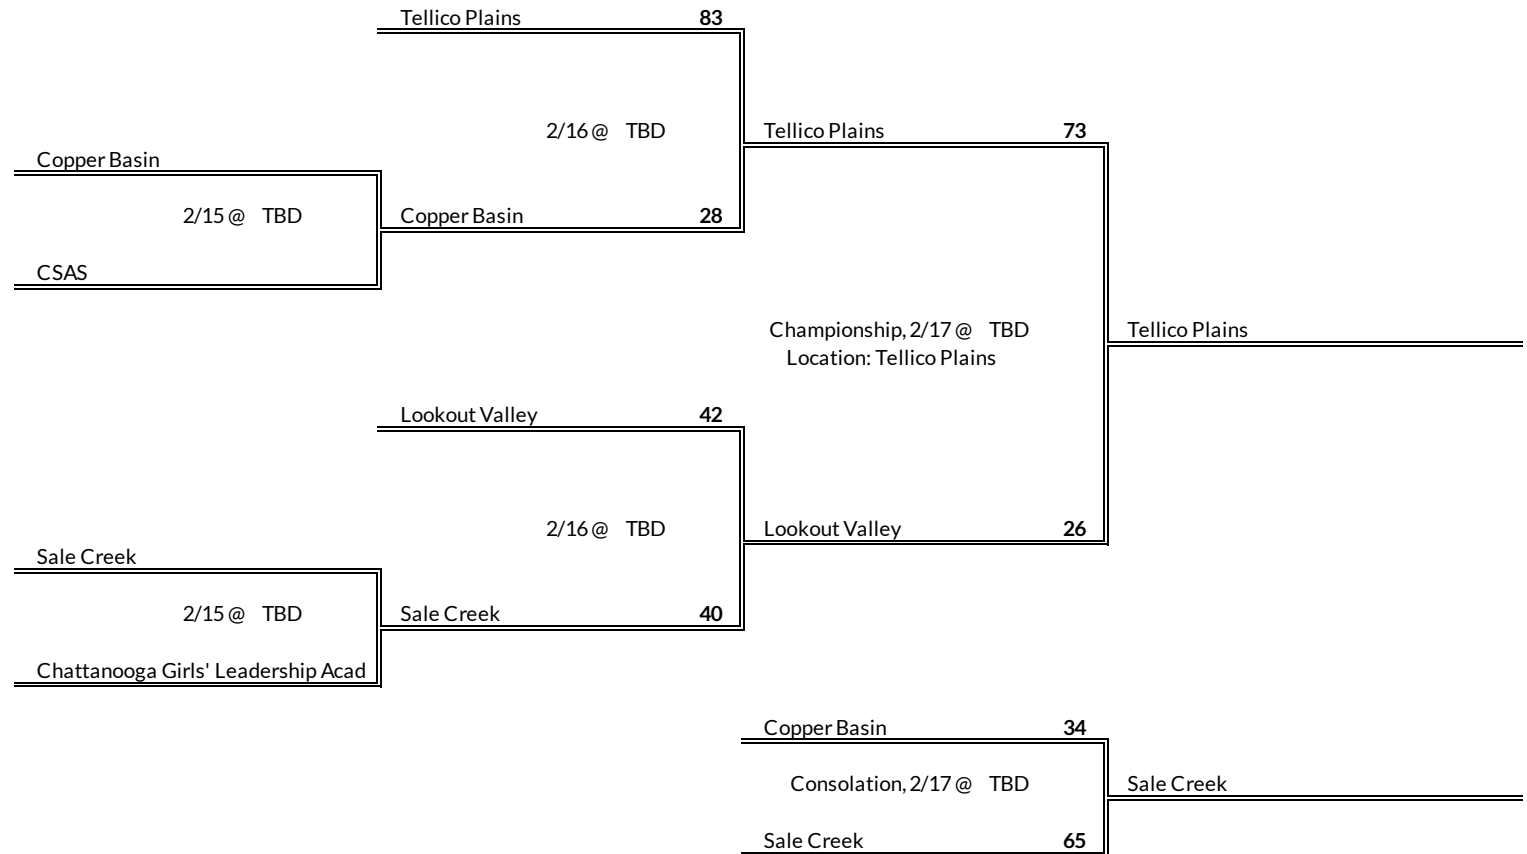 Tellico Plains 83
2/16 @ TBD
Tellico Plains 73
Copper Basin
2/15 @ TBD
Copper Basin 28
CSAS
Championship, 2/17 @ TBD
Location: Tellico Plains
Tellico Plains
Lookout Valley 42
2/16 @ TBD
Lookout Valley 26
Sale Creek
2/15 @ TBD
Sale Creek 40
Chattanooga Girls' Leadership Acad
Copper Basin 34
Consolation, 2/17 @ TBD
Sale Creek
Sale Creek 65